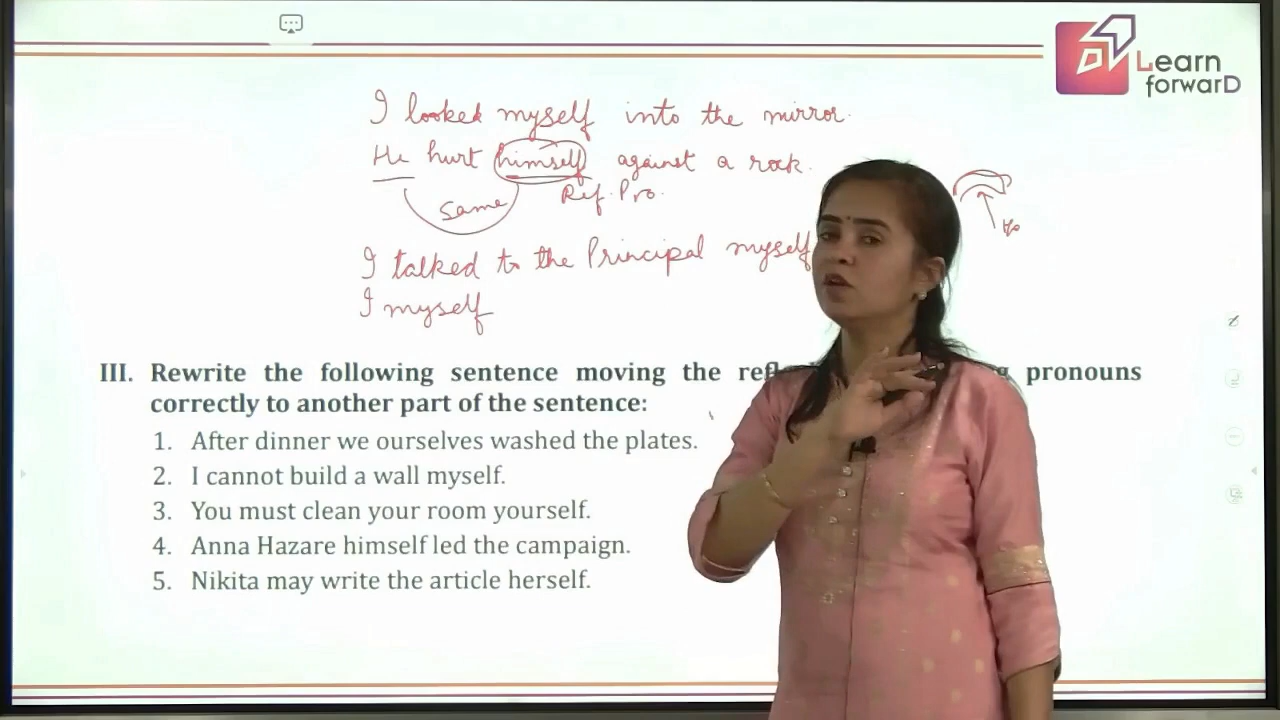 Learn
forwarD
I looked myself into the mirror.
He hurt himself against a rock.
same Ref. Pro.
I talked to the Principal myself
I myself
III. Rewrite the following sentence moving the pronouns
correctly to another part of the sentence:
1. After dinner we ourselves washed the plates.
2. I cannot build a wall myself.
3. You must clean your room yourself.
4. Anna Hazare himself led the campaign.
5. Nikita may write the article herself.